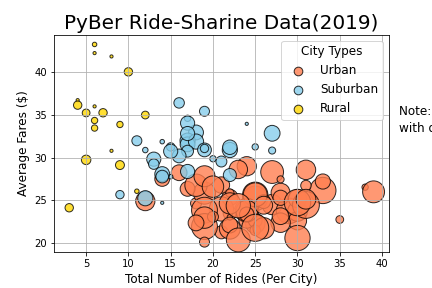 PyBer Ride-Sharine Data(2019)
City Types
Urban
Suburban
Rural
Average Fares ($)
40
35
30
25
20
5
10
15
20
25
30
35
40
Total Number of Rides (Per City)
Note:
with